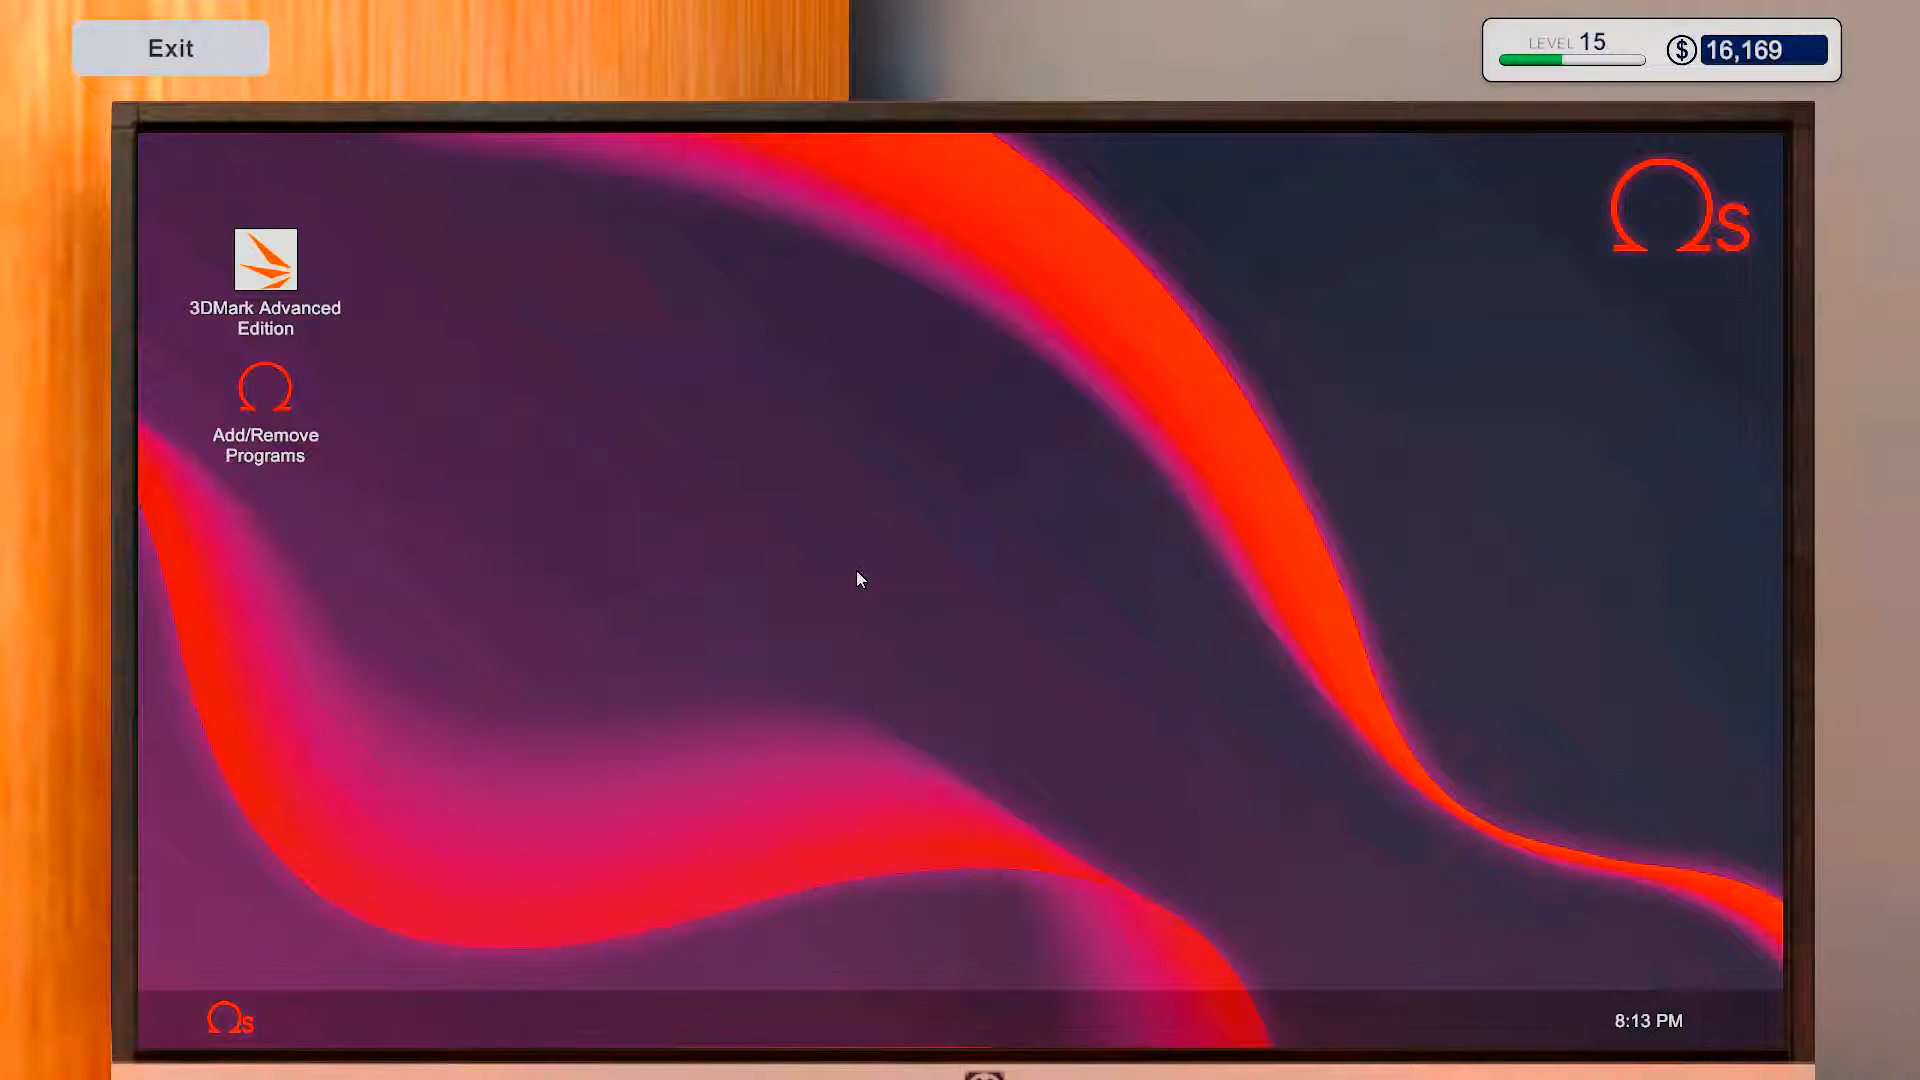 Exit
LEVEL 15
$ 16,169
Ωs
3DMark Advanced
Edition
Add/Remove
Programs
Ωs
8:13 PM